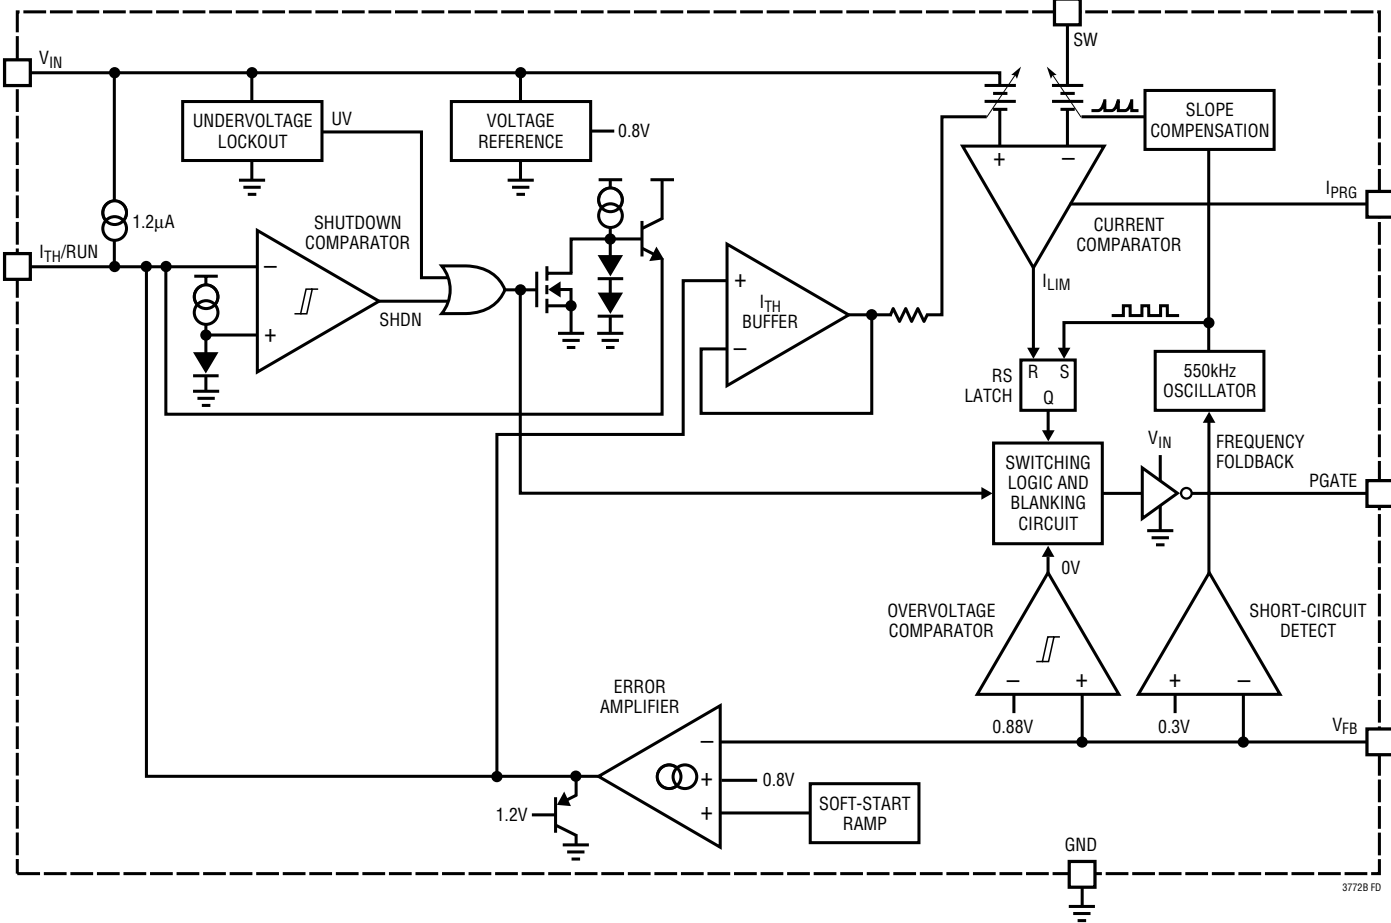 SW
VIN
UNDERVOLTAGE
LOCKOUT
UV
VOLTAGE
REFERENCE
0.8V
SLOPE
COMPENSATION
+
–
IPRG
1.2µA
SHUTDOWN
COMPARATOR
CURRENT
COMPARATOR
ITH/RUN
–
+
SHDN
+
ITH
BUFFER
–
ILIM
RS
LATCH
R
S
Q
550kHz
OSCILLATOR
FREQUENCY
FOLDBACK
VIN
SWITCHING
LOGIC AND
BLANKING
CIRCUIT
PGATE
0V
OVERVOLTAGE
COMPARATOR
SHORT-CIRCUIT
DETECT
–
+
+
–
0.88V
0.3V
VFB
ERROR
AMPLIFIER
–
+
0.8V
+
SOFT-START
RAMP
1.2V
GND
3772B FD